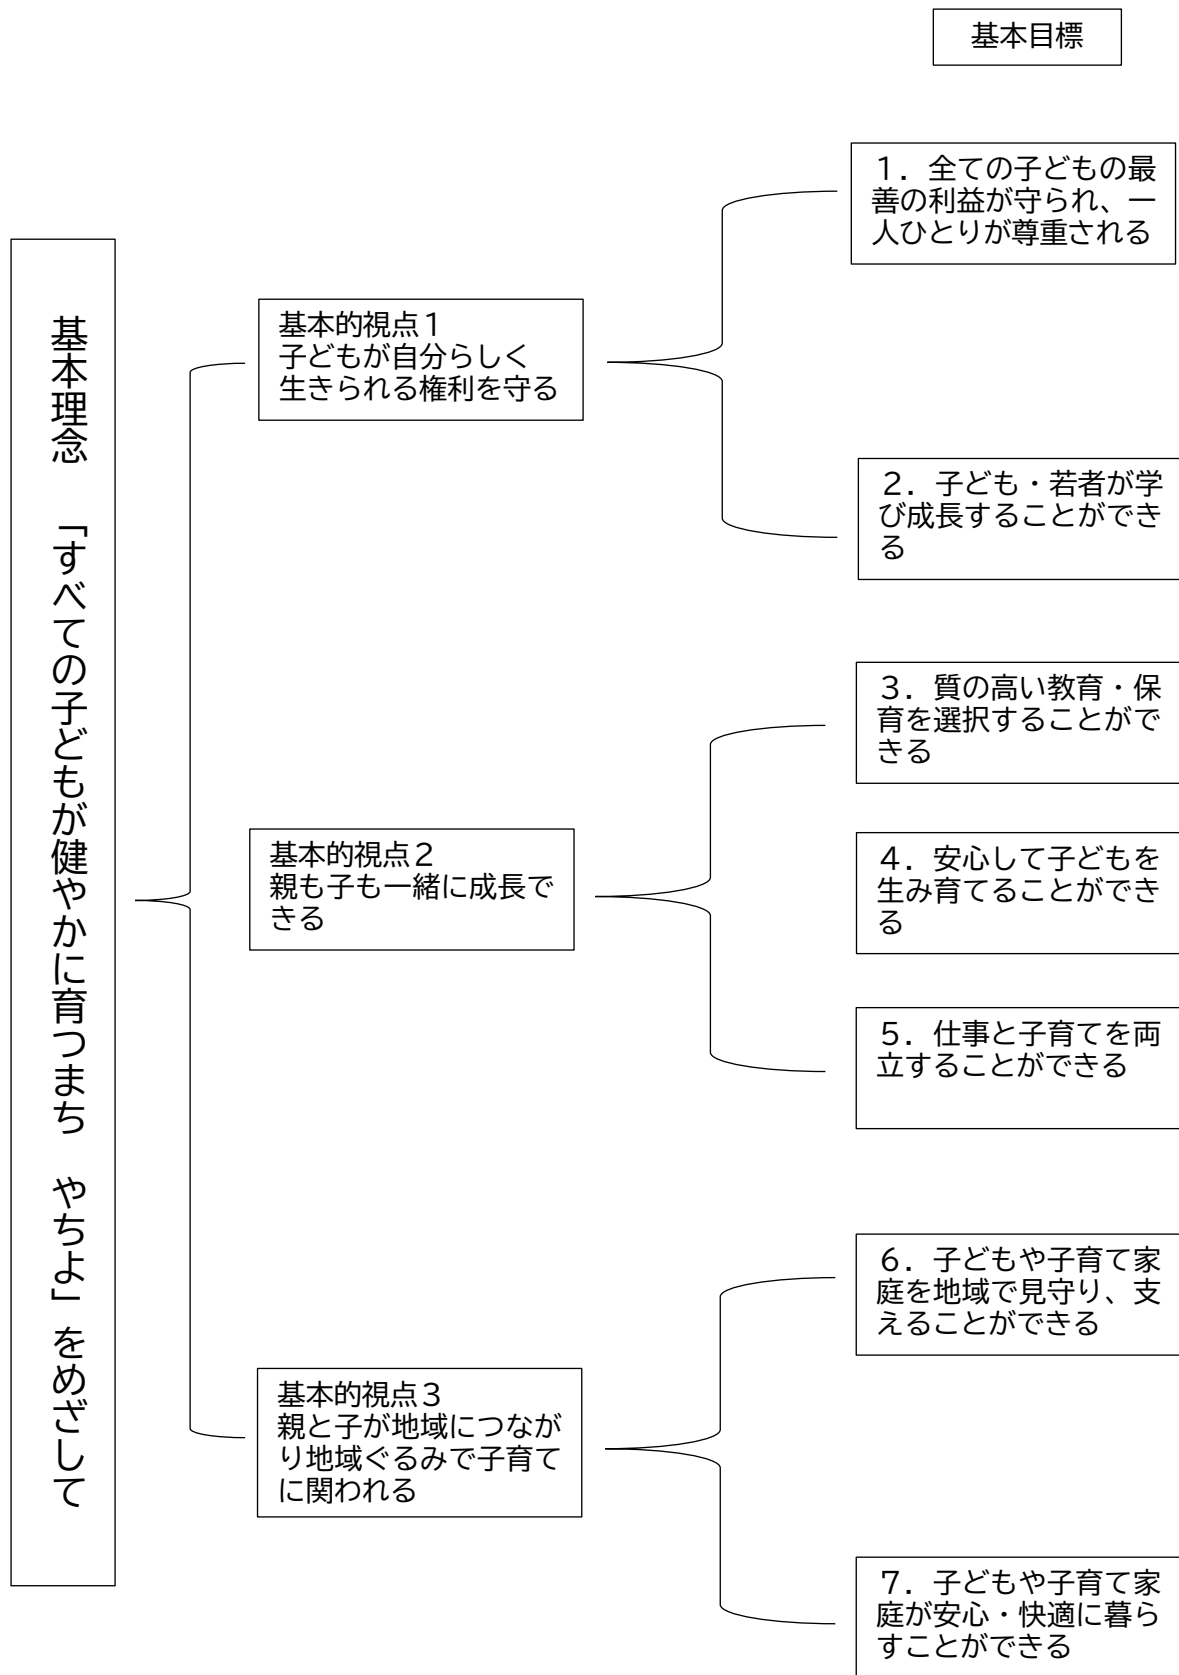 基本目標
基本理念　「すべての子どもが健やかに育つまち　やちよ」をめざして
基本的視点１
子どもが自分らしく
生きられる権利を守る
１．全ての子どもの最
善の利益が守られ、一
人ひとりが尊重される
２．子ども・若者が学
び成長することができ
る
基本的視点２
親も子も一緒に成長で
きる
３．質の高い教育・保
育を選択することがで
きる
４．安心して子どもを
生み育てることができ
る
５．仕事と子育てを両
立することができる
基本的視点３
親と子が地域につなが
り地域ぐるみで子育て
に関われる
６．子どもや子育て家
庭を地域で見守り、支
えることができる
７．子どもや子育て家
庭が安心・快適に暮ら
すことができる